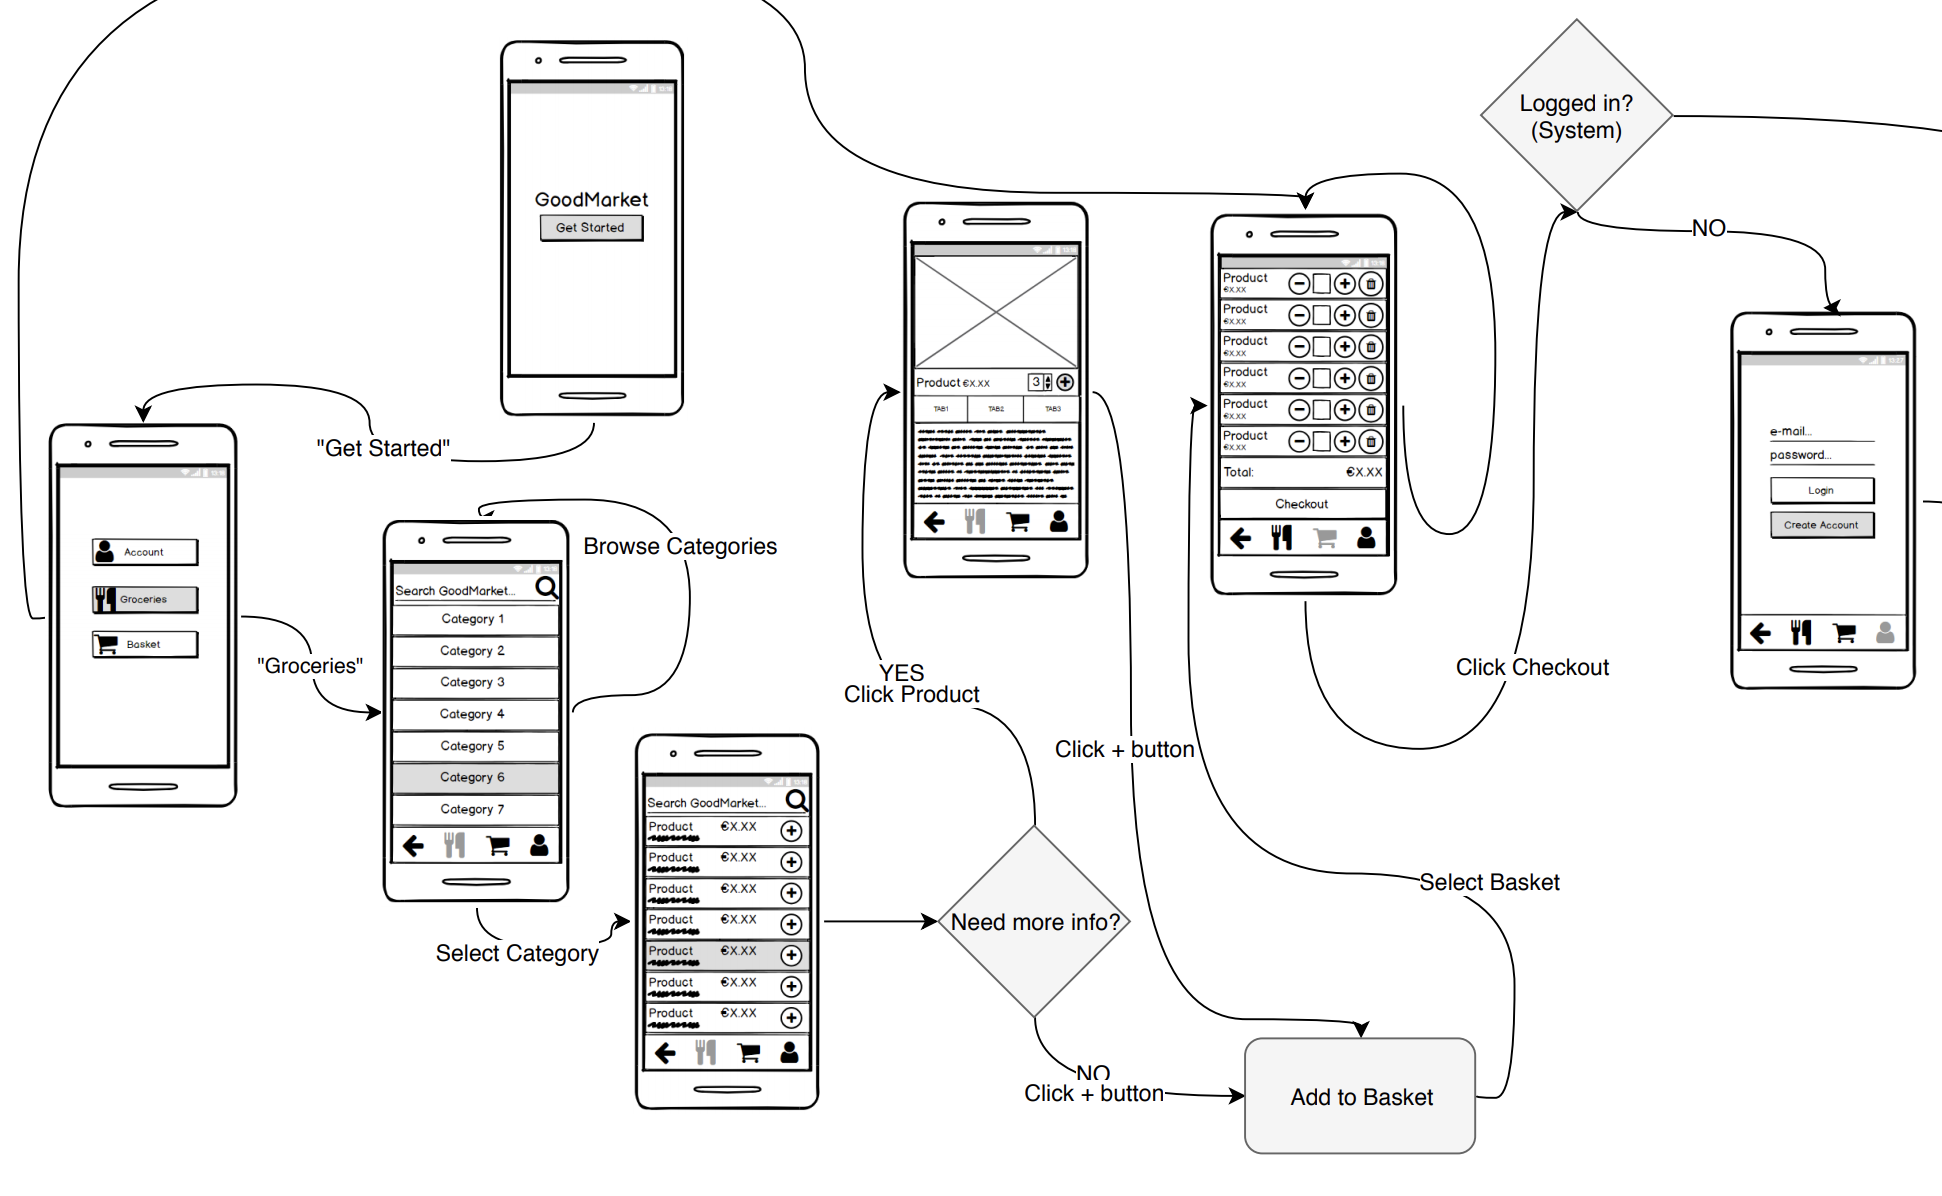 GoodMarket
Get Started
"Get Started"
Account
Groceries
Basket
"Groceries"
Search GoodMarket...
Category 1
Category 2
Category 3
Category 4
Category 5
Category 6
Category 7
Browse Categories
Select Category
Search GoodMarket...
Product €X.XX
Product €X.XX
Product €X.XX
Product €X.XX
Product €X.XX
Product €X.XX
Product €X.XX
Need more info?
YES
Click Product
NO
Click + button
Product €X.XX 3
TAB1 TAB2 TAB3
Click + button
Add to Basket
Select Basket
Product
€X.XX
Product
€X.XX
Product
€X.XX
Product
€X.XX
Product
€X.XX
Product
€X.XX
Total: €X.XX
Checkout
Click Checkout
Logged in?
(System)
NO
e-mail...
password...
Login
Create Account